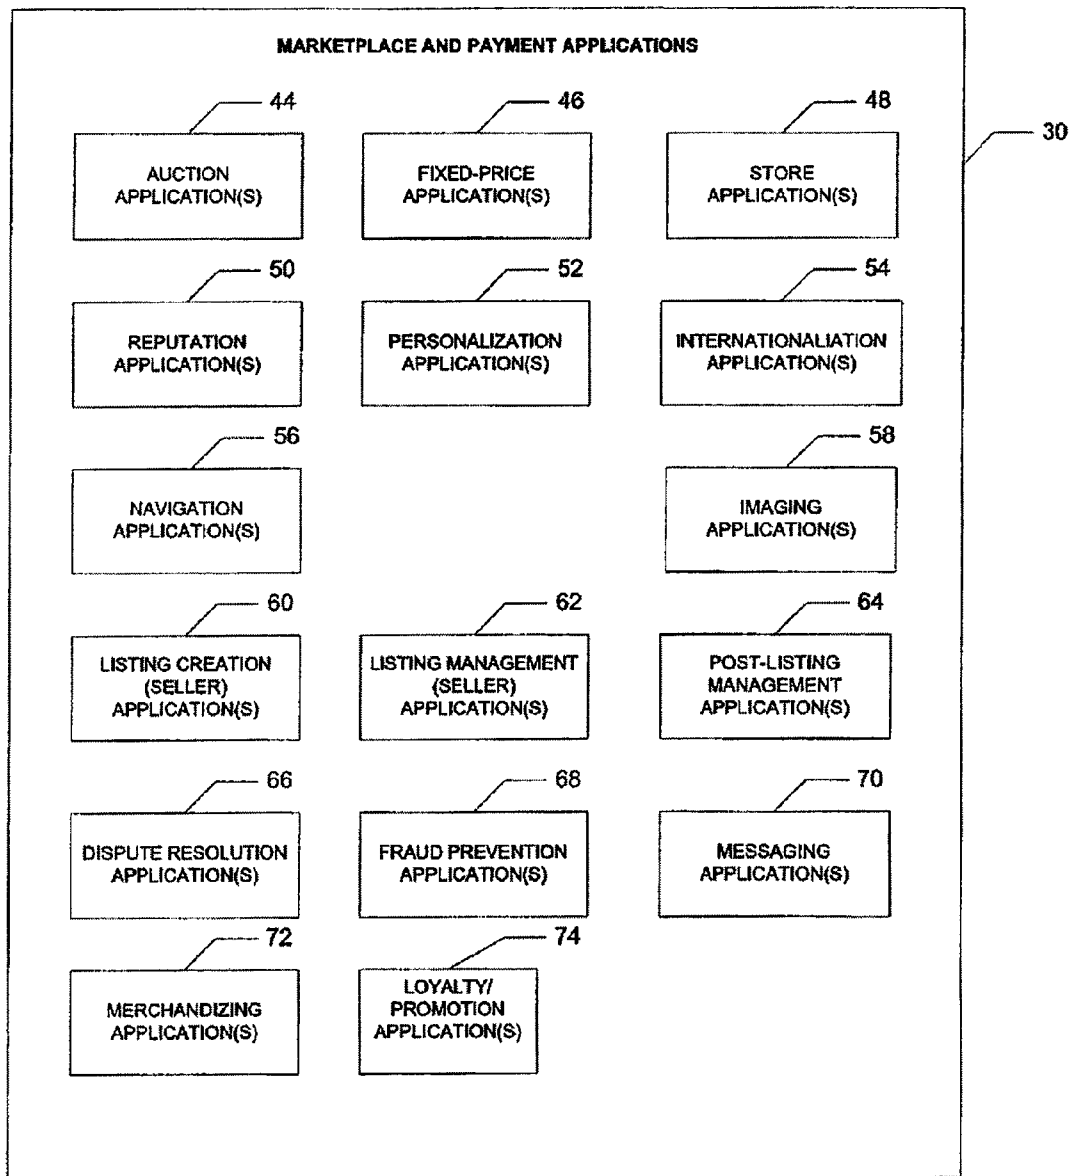 MARKETPLACE AND PAYMENT APPLICATIONS
44
46
48
30
AUCTION
APPLICATION(S)
FIXED-PRICE
APPLICATION(S)
STORE
APPLICATION(S)
50
52
54
REPUTATION
APPLICATION(S)
PERSONALIZATION
APPLICATION(S)
INTERNATIONALIATION
APPLICATION(S)
56
58
NAVIGATION
APPLICATION(S)
IMAGING
APPLICATION(S)
60
62
64
LISTING CREATION
(SELLER)
APPLICATION(S)
LISTING MANAGEMENT
(SELLER)
APPLICATION(S)
POST-LISTING
MANAGEMENT
APPLICATION(S)
66
68
70
DISPUTE RESOLUTION
APPLICATION(S)
FRAUD PREVENTION
APPLICATION(S)
MESSAGING
APPLICATION(S)
72
74
MERCHANDIZING
APPLICATION(S)
LOYALTY/
PROMOTION
APPLICATION(S)